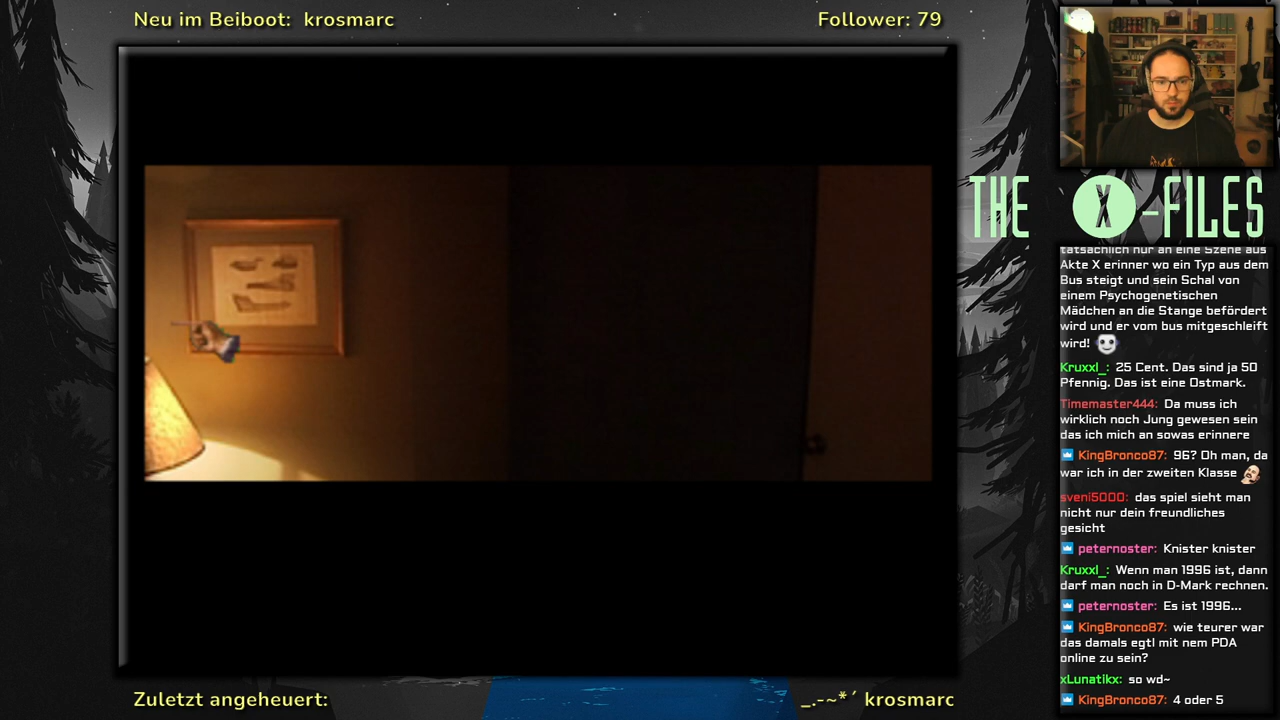 Neu im Beiboot: krosmarc
Follower: 79
THE X-FILES
tatsächlich nur an eine Szene aus
Akte X erinner wo ein Typ aus dem
Bus steigt und sein Schal von
einem Psychogenetischen
Mädchen an die Stange befördert
wird und er vom bus mitgeschleift
wird!
Kruxxl_: 25 Cent. Das sind ja 50
Pfennig. Das ist eine Ostmark.
Timemaster444: Da muss ich
wirklich noch Jung gewesen sein
das ich mich an sowas erinnere
KingBronco87: 96? Oh man, da
war ich in der zweiten Klasse
sveni5000: das spiel sieht man
nicht nur dein freundliches
gesicht
peternoster: Knister knister
Kruxxl_: Wenn man 1996 ist, dann
darf man noch in D-Mark rechnen.
peternoster: Es ist 1996...
KingBronco87: wie teurer war
das damals egtl mit nem PDA
online zu sein?
xLunatikx: so wd~
KingBronco87: 4 oder 5
Zuletzt angeheuert:
_.-~*´ krosmarc